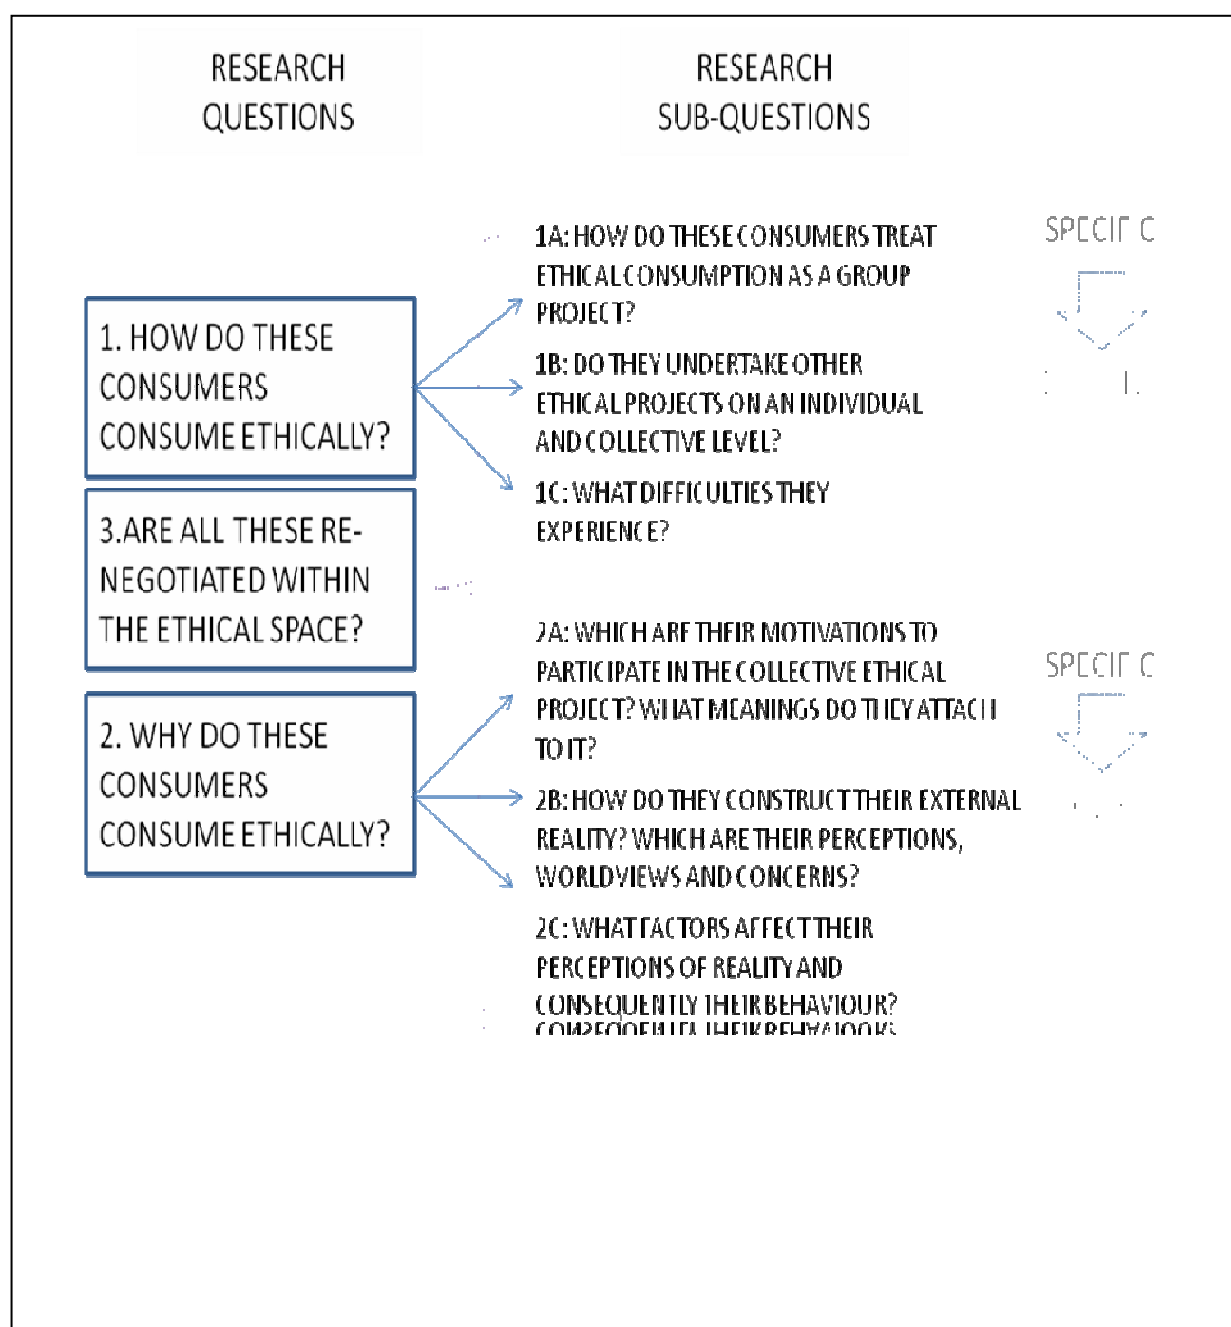 RESEARCH
QUESTIONS
RESEARCH
SUB-QUESTIONS
1. HOW DO THESE
CONSUMERS
CONSUME ETHICALLY?
3.ARE ALL THESE RE-
NEGOTIATED WITHIN
THE ETHICAL SPACE?
2. WHY DO THESE
CONSUMERS
CONSUME ETHICALLY?
1A: HOW DO THESE CONSUMERS TREAT
ETHICAL CONSUMPTION AS A GROUP
PROJECT?
1B: DO THEY UNDERTAKE OTHER
ETHICAL PROJECTS ON AN INDIVIDUAL
AND COLLECTIVE LEVEL?
1C: WHAT DIFFICULTIES THEY
EXPERIENCE?
2A: WHICH ARE THEIR MOTIVATIONS TO
PARTICIPATE IN THE COLLECTIVE ETHICAL
PROJECT? WHAT MEANINGS DO THEY ATTACH
TO IT?
2B: HOW DO THEY CONSTRUCT THEIR EXTERNAL
REALITY? WHICH ARE THEIR PERCEPTIONS,
WORLDVIEWS AND CONCERNS?
2C: WHAT FACTORS AFFECT THEIR
PERCEPTIONS OF REALITY AND
CONSEQUENTLY THEIR BEHAVIOUR?
SPECIFIC
SPECIFIC